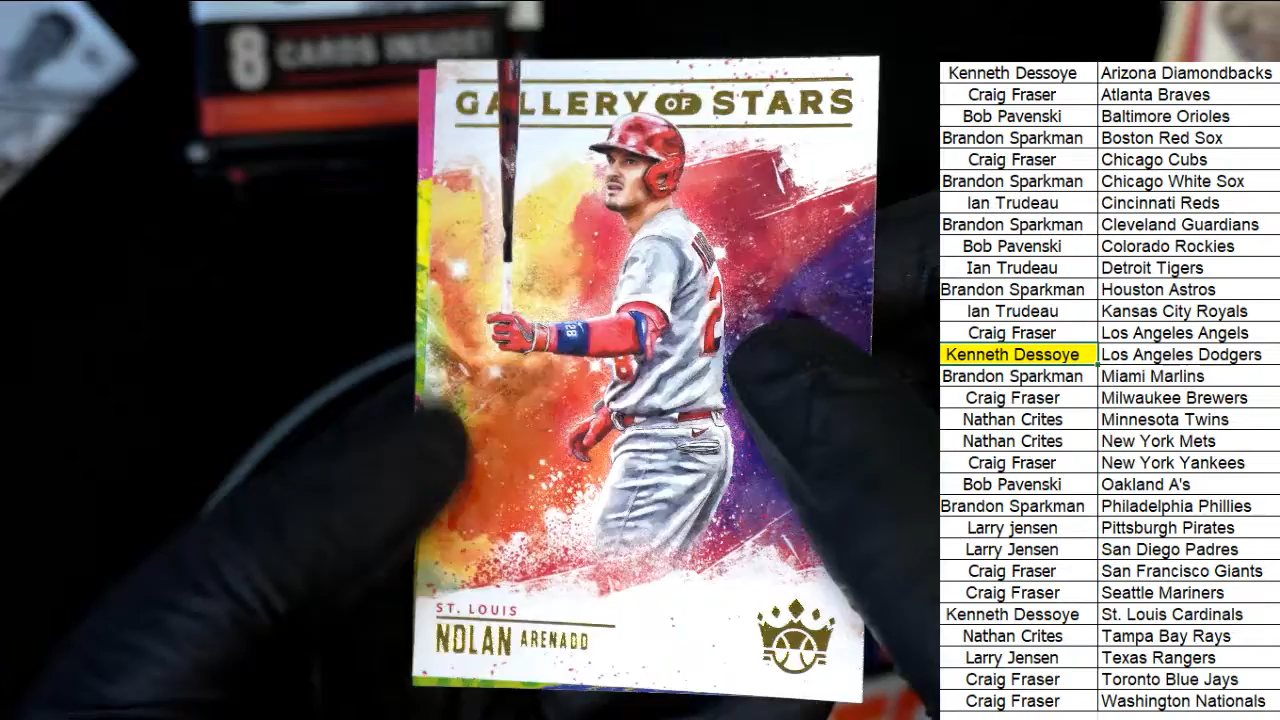 8 CARDS INSIDE!
GALLERY OF STARS
28
ST. LOUIS
NOLAN ARENADO
Kenneth Dessoye Arizona Diamondbacks
Craig Fraser Atlanta Braves
Bob Pavenski Baltimore Orioles
Brandon Sparkman Boston Red Sox
Craig Fraser Chicago Cubs
Brandon Sparkman Chicago White Sox
Ian Trudeau Cincinnati Reds
Brandon Sparkman Cleveland Guardians
Bob Pavenski Colorado Rockies
Ian Trudeau Detroit Tigers
Brandon Sparkman Houston Astros
Ian Trudeau Kansas City Royals
Craig Fraser Los Angeles Angels
Kenneth Dessoye Los Angeles Dodgers
Brandon Sparkman Miami Marlins
Craig Fraser Milwaukee Brewers
Nathan Crites Minnesota Twins
Nathan Crites New York Mets
Craig Fraser New York Yankees
Bob Pavenski Oakland A's
Brandon Sparkman Philadelphia Phillies
Larry jensen Pittsburgh Pirates
Larry Jensen San Diego Padres
Craig Fraser San Francisco Giants
Craig Fraser Seattle Mariners
Kenneth Dessoye St. Louis Cardinals
Nathan Crites Tampa Bay Rays
Larry Jensen Texas Rangers
Craig Fraser Toronto Blue Jays
Craig Fraser Washington Nationals